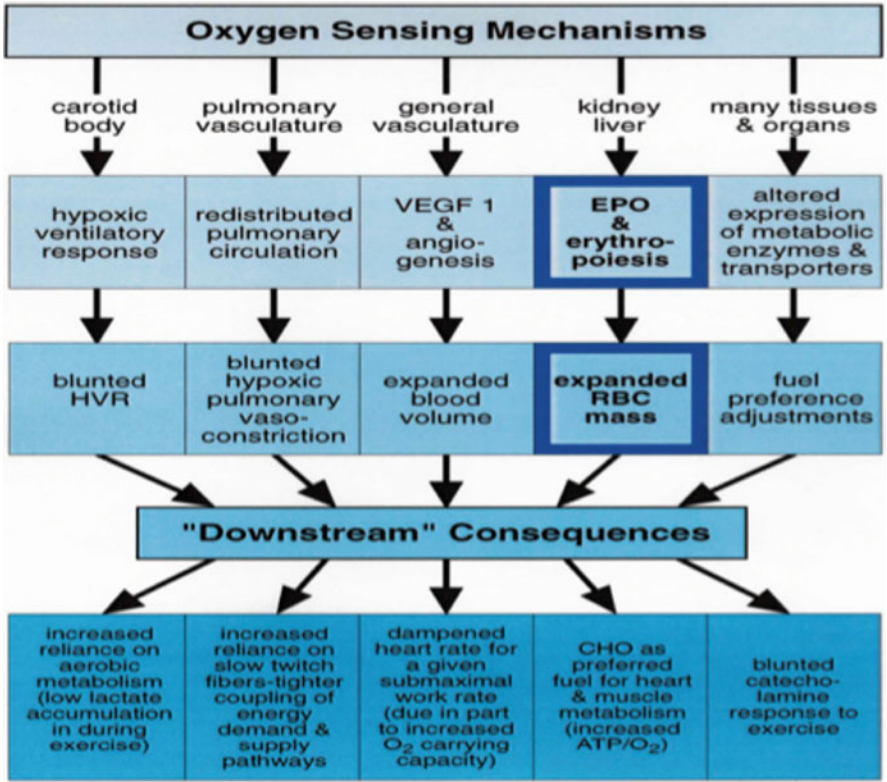 Oxygen Sensing Mechanisms
carotid
body
pulmonary
vasculature
general
vasculature
kidney
liver
many tissues
& organs
hypoxic
ventilatory
response
redistributed
pulmonary
circulation
VEGF 1
&
angio-
genesis
EPO
&
erythro-
poiesis
altered
expression
of metabolic
enzymes &
transporters
blunted
HVR
blunted
hypoxic
pulmonary
vaso-
constriction
expanded
blood
volume
expanded
RBC
mass
fuel
preference
adjustments
"Downstream" Consequences
increased
reliance on
aerobic
metabolism
(low lactate
accumulation
in during
exercise)
increased
reliance on
slow twitch
fibers-tighter
coupling of
energy
demand &
supply
pathways
dampened
heart rate for
a given
submaximal
work rate
(due in part
to increased
O₂ carrying
capacity)
CHO as
preferred
fuel for heart
& muscle
metabolism
(increased
ATP/O₂)
blunted
catecho-
lamine
response to
exercise